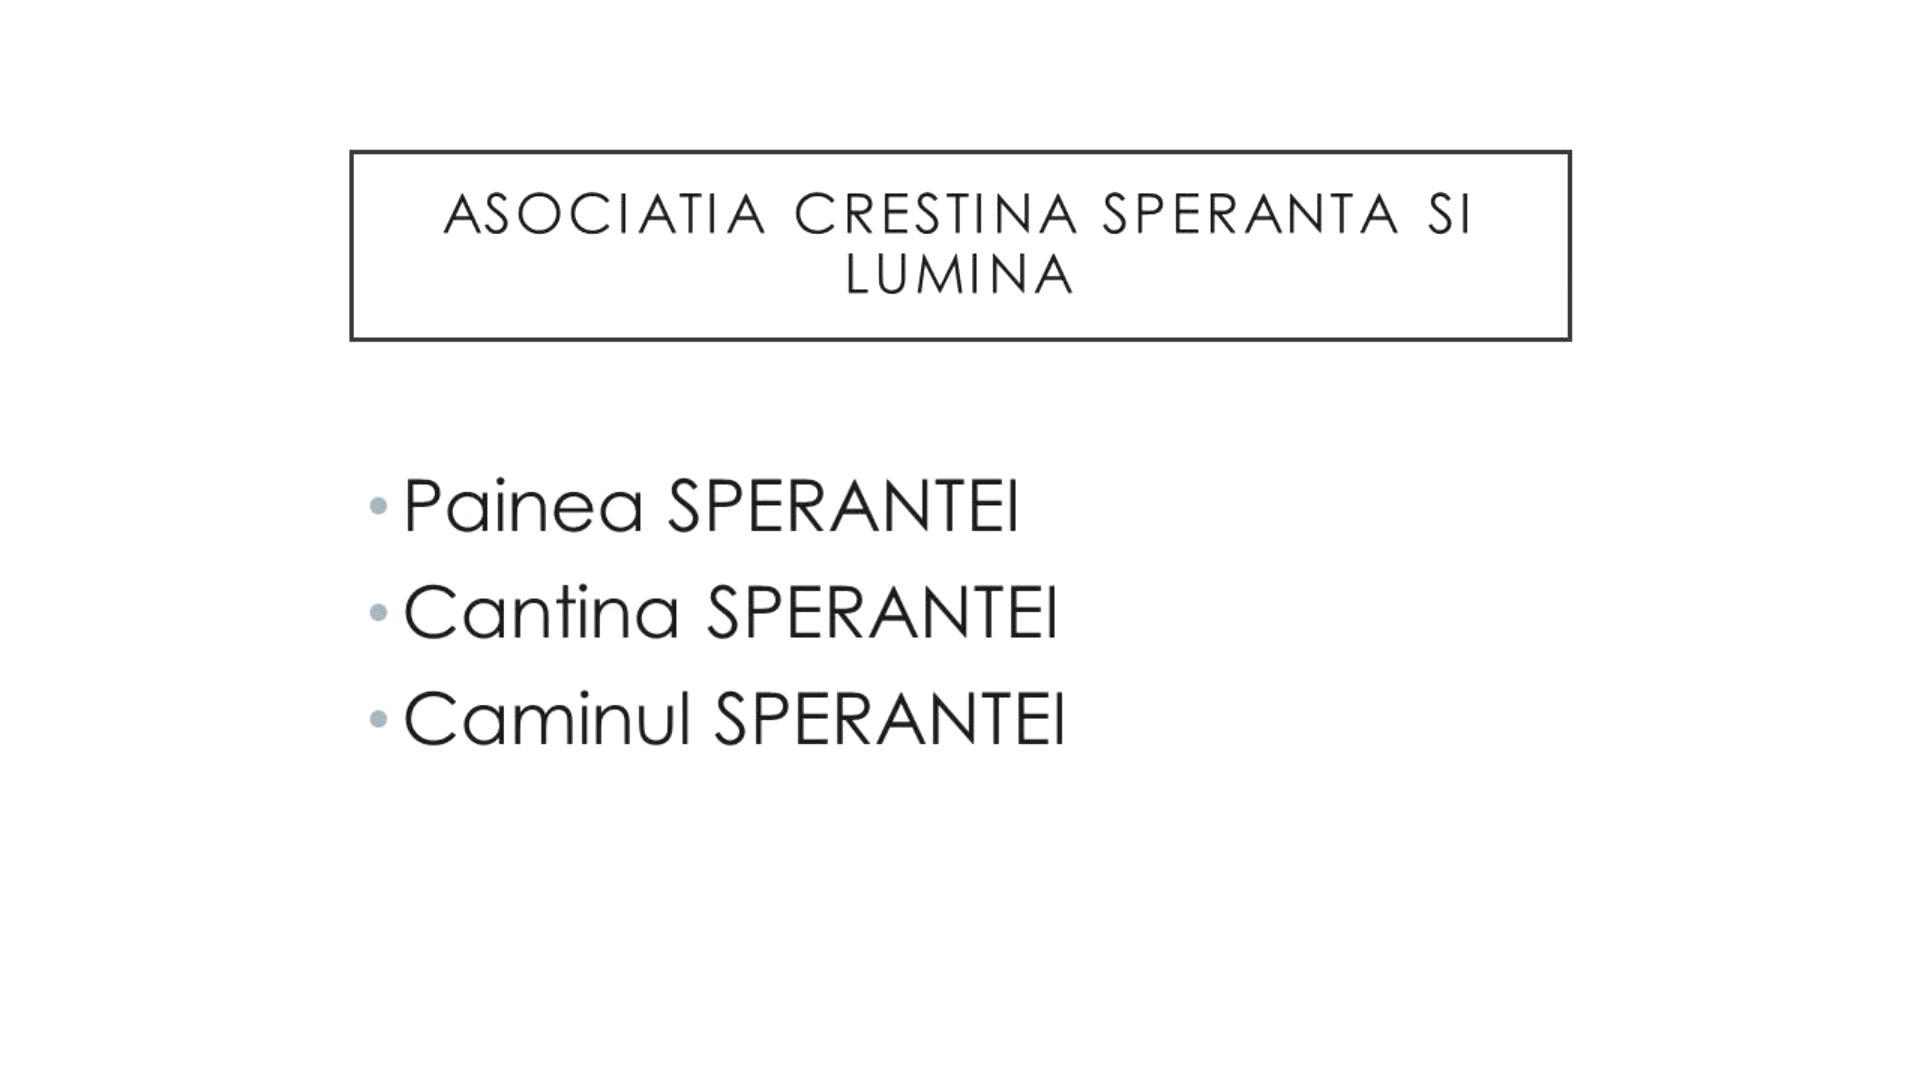 ASOCIATIA CRESTINA SPERANTA SI
LUMINA
• Painea SPERANTEI
• Cantina SPERANTEI
• Caminul SPERANTEI